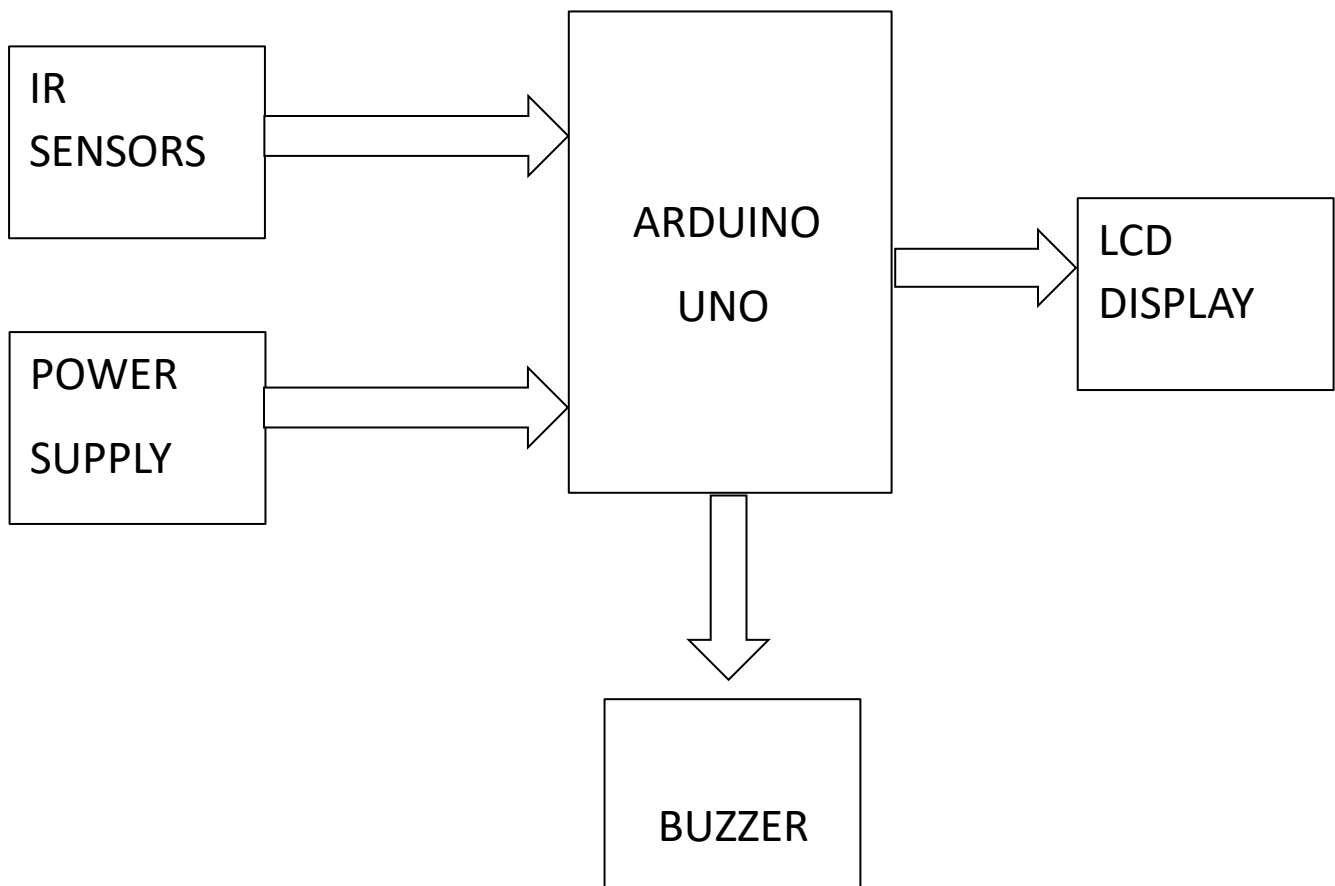 IR
SENSORS
ARDUINO
UNO
LCD
DISPLAY
POWER
SUPPLY
BUZZER